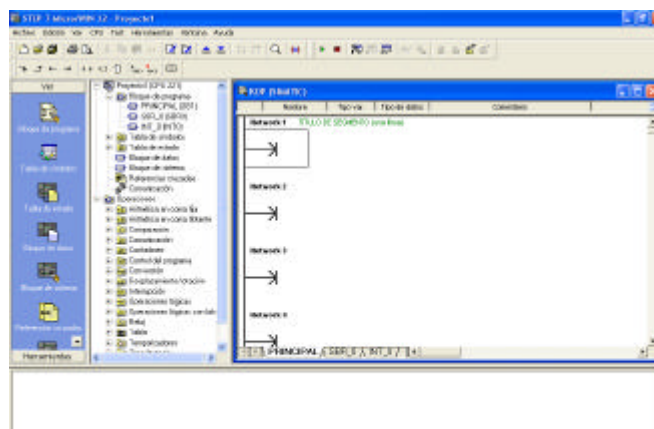 STEP 7-MicroWIN 32 - Proyecto1
Archivo Edición Ver CPU Test Herramientas Ventana Ayuda
Ver
Bloque de programa
Tabla de símbolos
Tabla de estado
Bloque de datos
Bloque de sistema
Referencias cruzadas
Herramientas
Proyecto1 (CPU 221)
Bloque de programa
PRINCIPAL (OB1)
SBR_0 (SBR0)
INT_0 (INT0)
Tabla de símbolos
Tabla de estado
Bloque de datos
Bloque de sistema
Referencias cruzadas
Comunicación
Operaciones
Aritmética en coma fija
Aritmética en coma flotante
Comparación
Comunicación
Contadores
Control del programa
Conversión
Desplazamiento/rotación
Interrupción
Operaciones lógicas
Operaciones lógicas con bits
Reloj
Tabla
Temporizadores
KOP (SIMATIC)
Nombre Tipo var. Tipo de datos Comentario
Network 1 TÍTULO DE SEGMENTO (una línea)
Network 2
Network 3
Network 4
PRINCIPAL SBR_0 INT_0